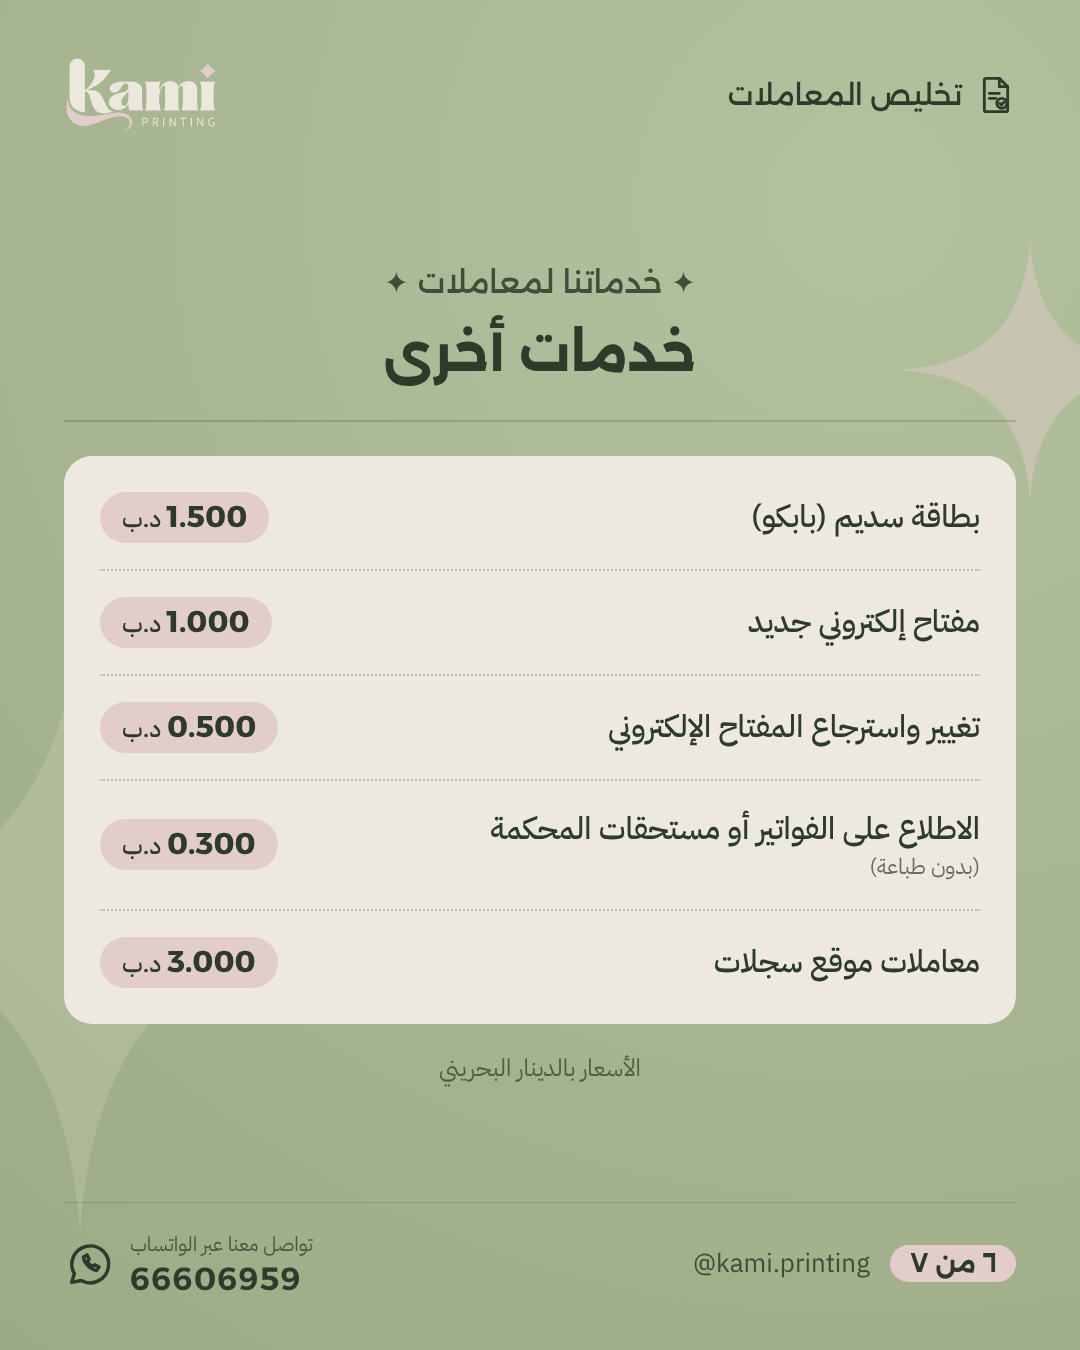 تخليص المعاملات
Kami
PRINTING
✦ خدماتنا لمعاملات ✦
خدمات أخرى
بطاقة سديم (بابكو)
1.500 د.ب
مفتاح إلكتروني جديد
1.000 د.ب
تغيير واسترجاع المفتاح الإلكتروني
0.500 د.ب
الاطلاع على الفواتير أو مستحقات المحكمة
(بدون طباعة)
0.300 د.ب
معاملات موقع سجلات
3.000 د.ب
الأسعار بالدينار البحريني
٦ من ٧
@kami.printing
تواصل معنا عبر الواتساب
66606959